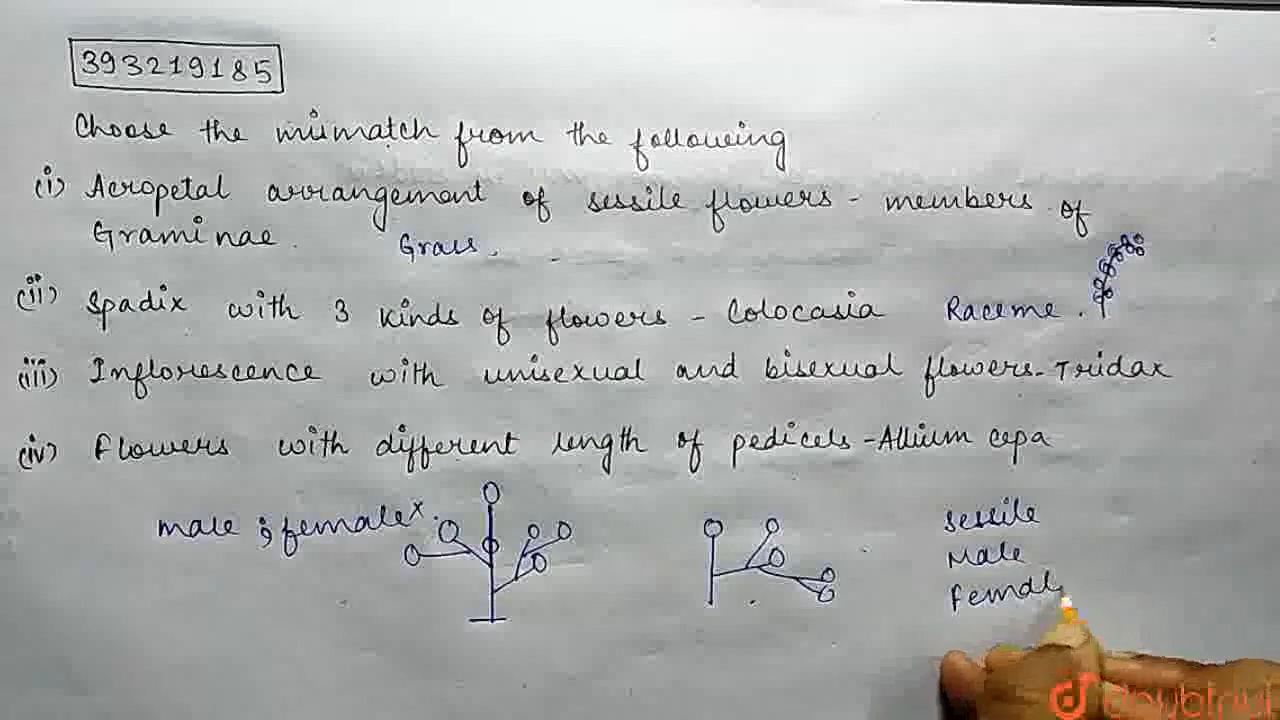 393219185
Choose the mismatch from the following
(i) Acropetal arrangement of sessile flowers - members of
Graminae. Grass.
(ii) Spadix with 3 kinds of flowers - Colocasia Raceme.
(iii) Inflorescence with unisexual and bisexual flowers - Tridax
(iv) Flowers with different length of pedicels - Allium cepa
male ; female x.
sessile
Male
Femal
doubtnut